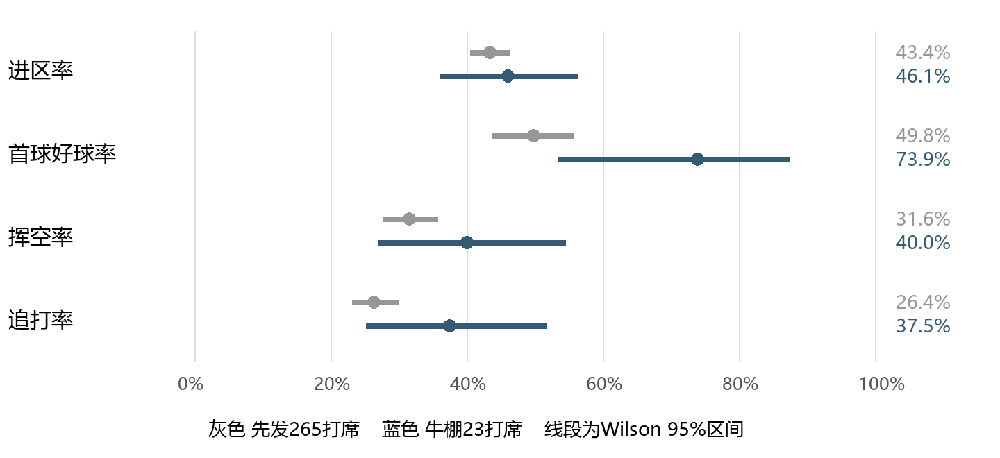 进区率
43.4%
46.1%
首球好球率
49.8%
73.9%
挥空率
31.6%
40.0%
追打率
26.4%
37.5%
0% 20% 40% 60% 80% 100%
灰色 先发265打席 蓝色 牛棚23打席 线段为Wilson 95%区间